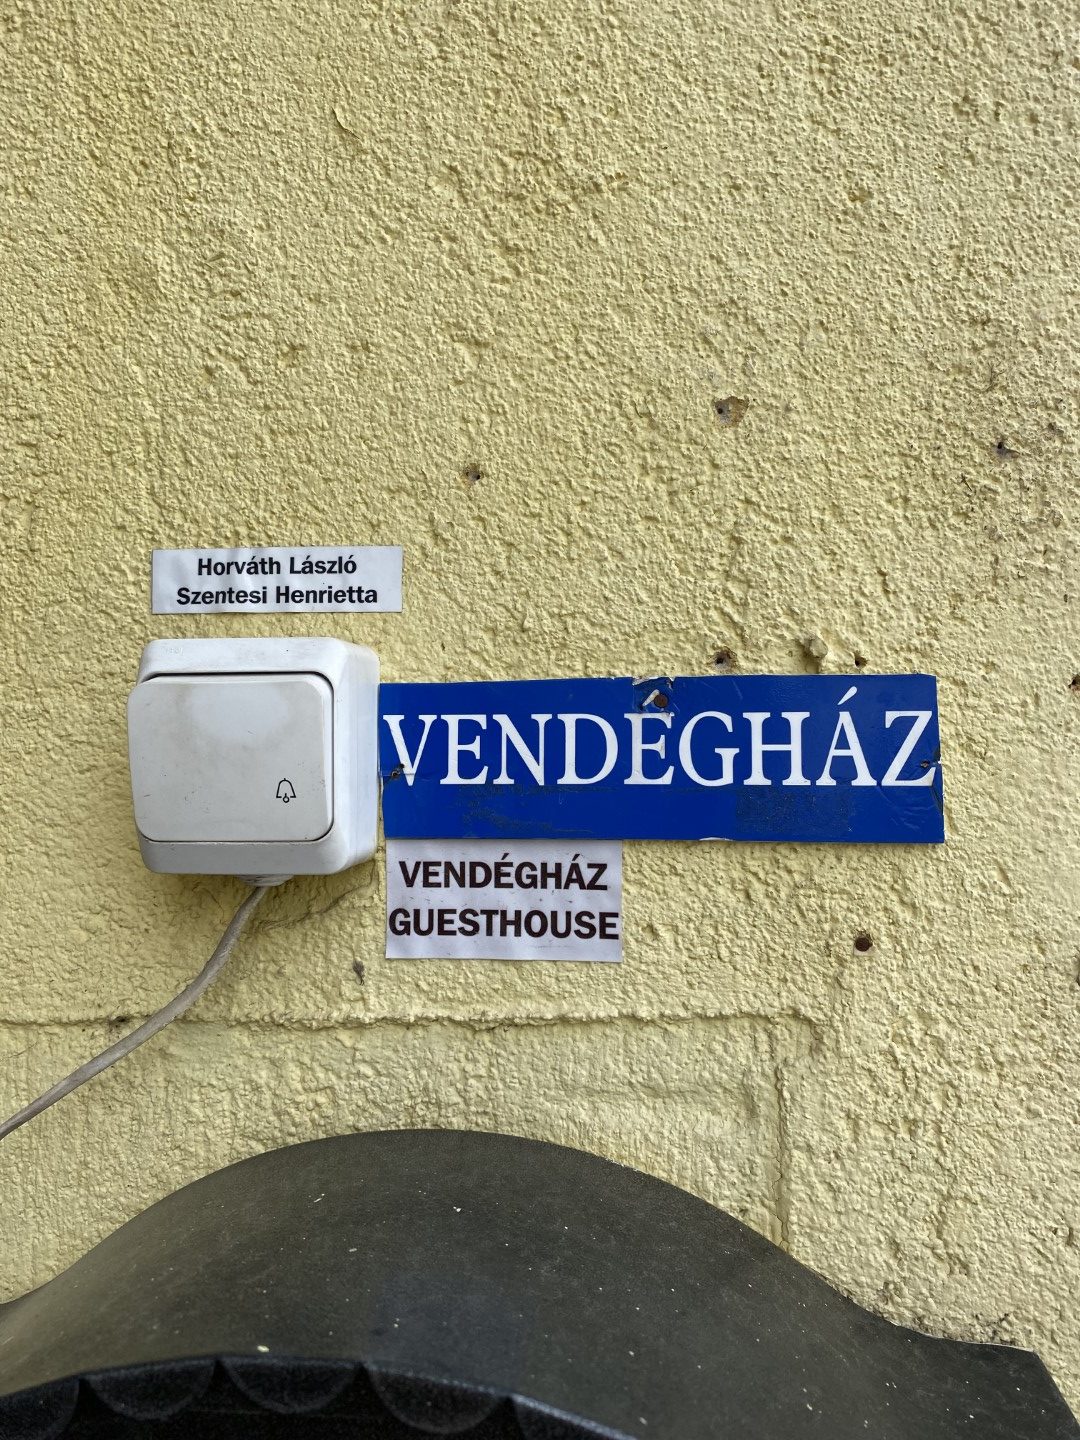 Horváth László
Szentesi Henrietta
VENDÉGHÁZ
VENDÉGHÁZ
GUESTHOUSE